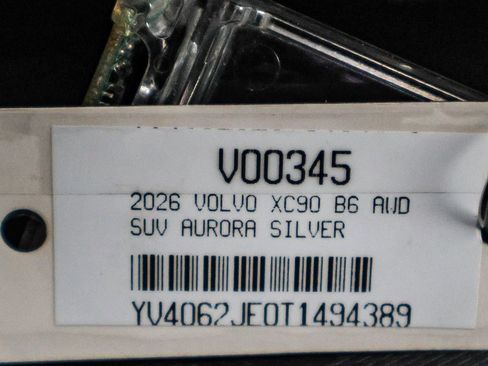 V00345
2026 VOLVO XC90 B6 AWD
SUV AURORA SILVER
YV4062JE0T1494389